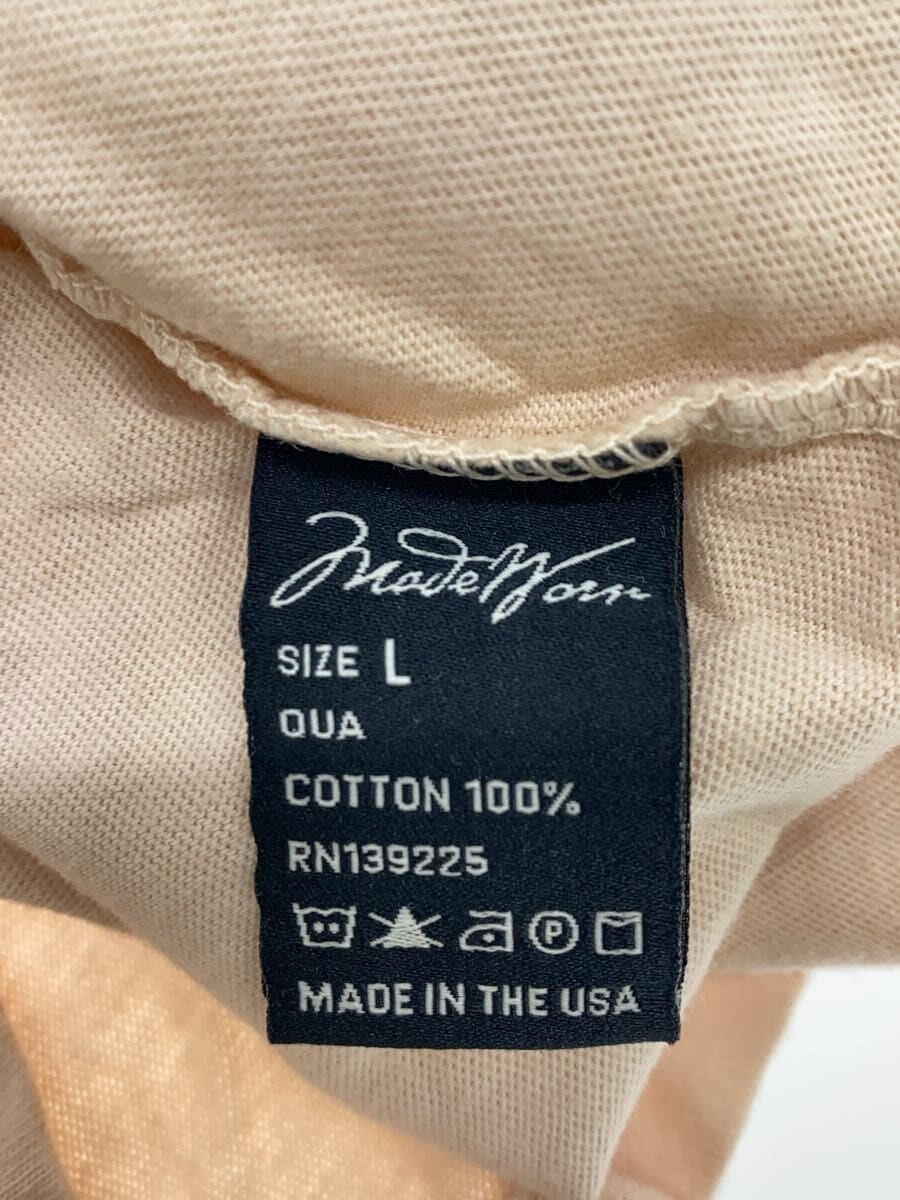 MadeWorn
SIZE L
QUA
COTTON 100%
RN139225
P
MADE IN THE USA